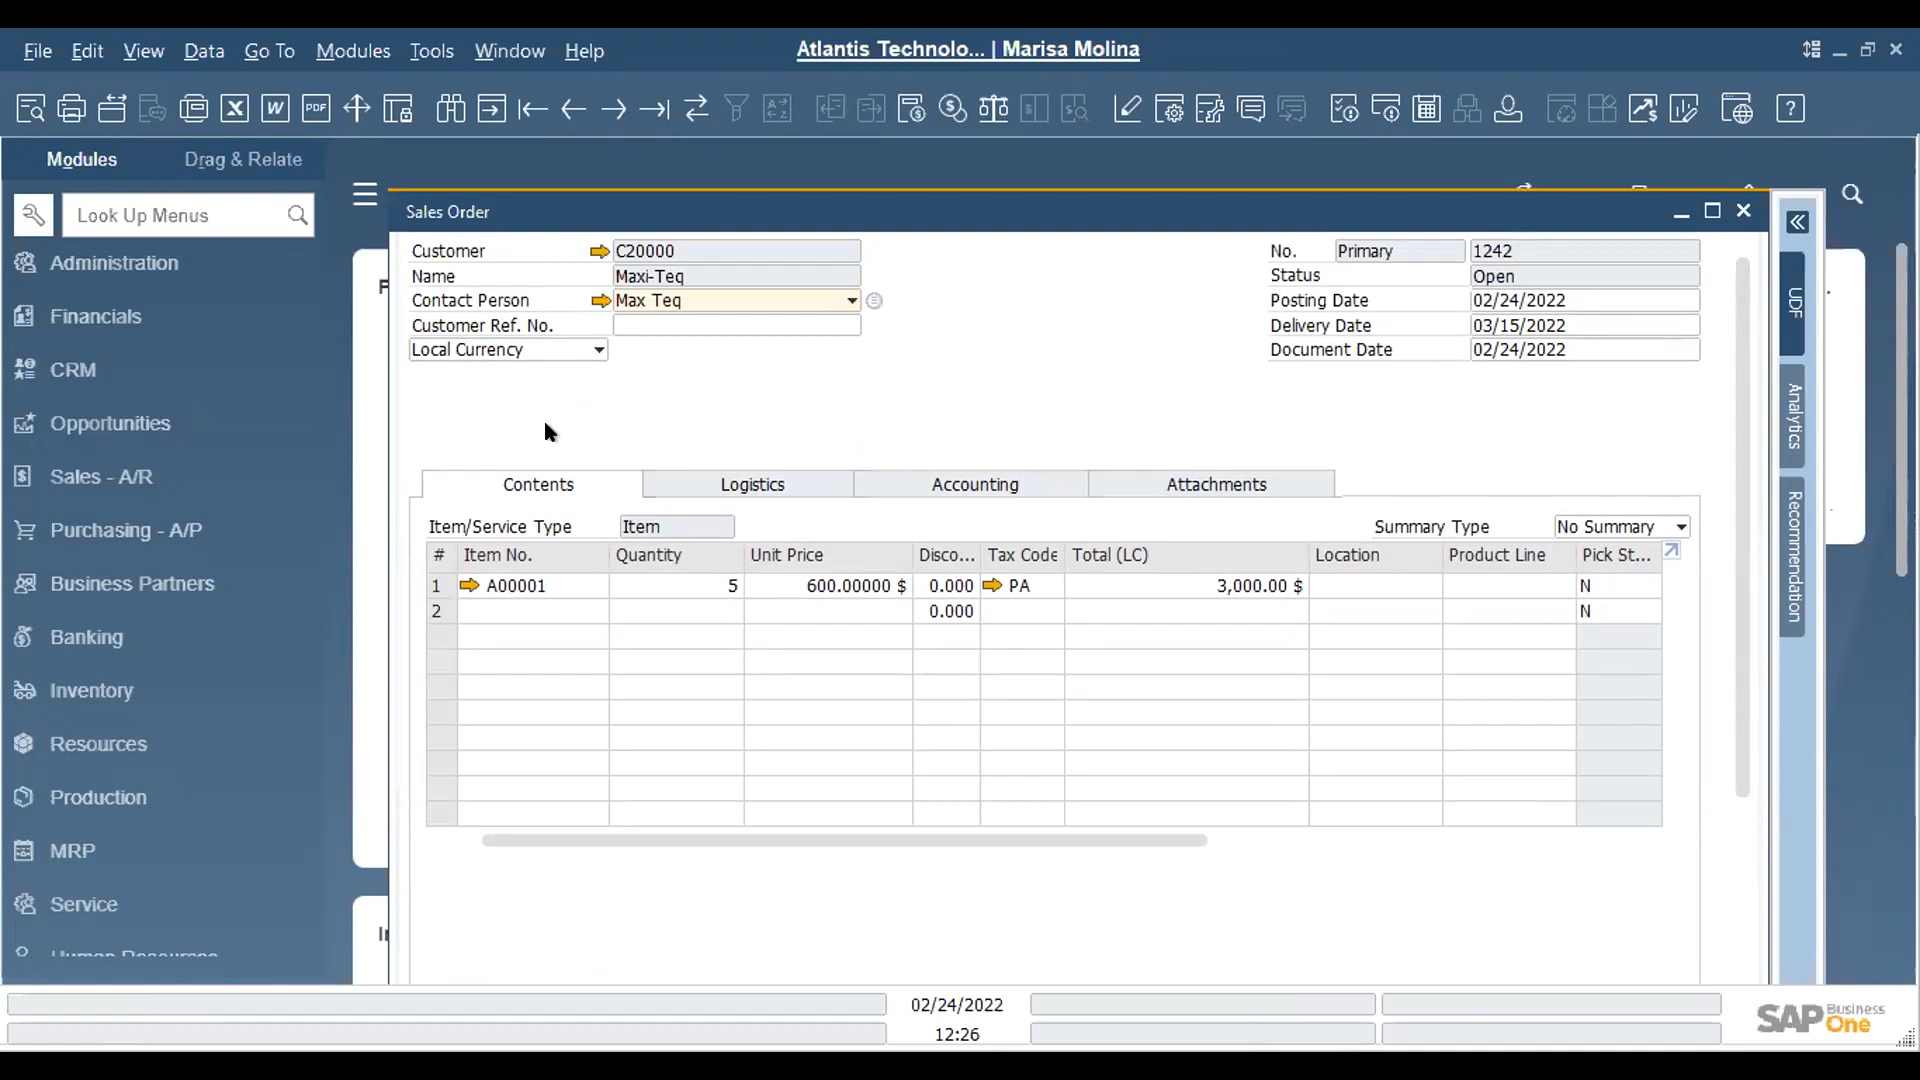 File Edit View Data Go To Modules Tools Window Help Atlantis Technolo... | Marisa Molina
X W PDF
Modules Drag & Relate
Look Up Menus
Administration
Financials
CRM
Opportunities
Sales - A/R
Purchasing - A/P
Business Partners
Banking
Inventory
Resources
Production
MRP
Service
Sales Order
Customer C20000
Name Maxi-Teq
Contact Person Max Teq
Customer Ref. No.
Local Currency
No. Primary 1242
Status Open
Posting Date 02/24/2022
Delivery Date 03/15/2022
Document Date 02/24/2022
Contents Logistics Accounting Attachments
Item/Service Type Item Summary Type No Summary
# Item No. Quantity Unit Price Disco... Tax Code Total (LC) Location Product Line Pick St...
1 A00001 5 600.00000 $ 0.000 PA 3,000.00 $ N
2 0.000 N
UDF
Analytics
Recommendation
02/24/2022
12:26
SAP Business One